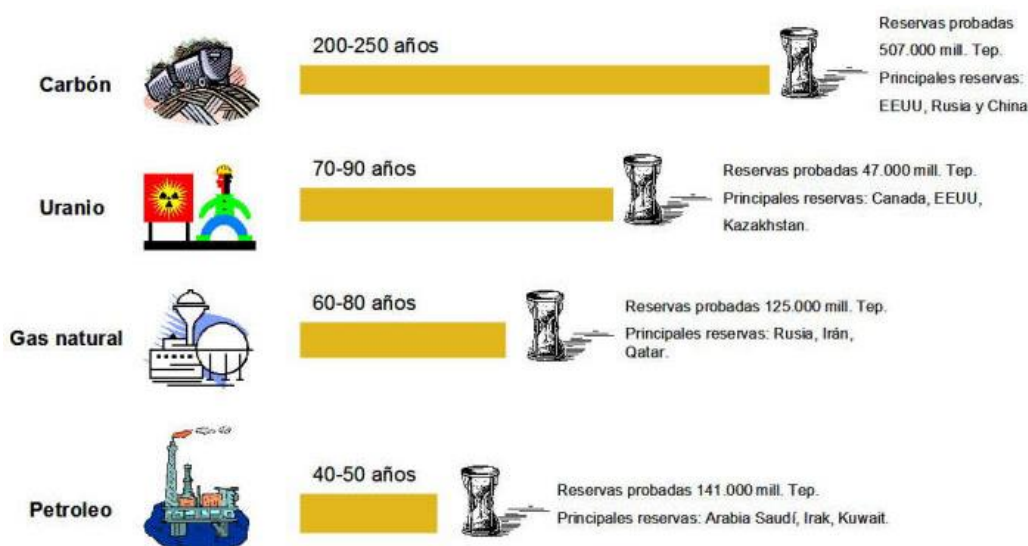 Carbón
200-250 años
Reservas probadas
507.000 mill. Tep.
Principales reservas:
EEUU, Rusia y China
Uranio
70-90 años
Reservas probadas 47.000 mill. Tep.
Principales reservas: Canada, EEUU,
Kazakhstan.
Gas natural
60-80 años
Reservas probadas 125.000 mill. Tep.
Principales reservas: Rusia, Irán,
Qatar.
Petroleo
40-50 años
Reservas probadas 141.000 mill. Tep.
Principales reservas: Arabia Saudí, Irak, Kuwait.